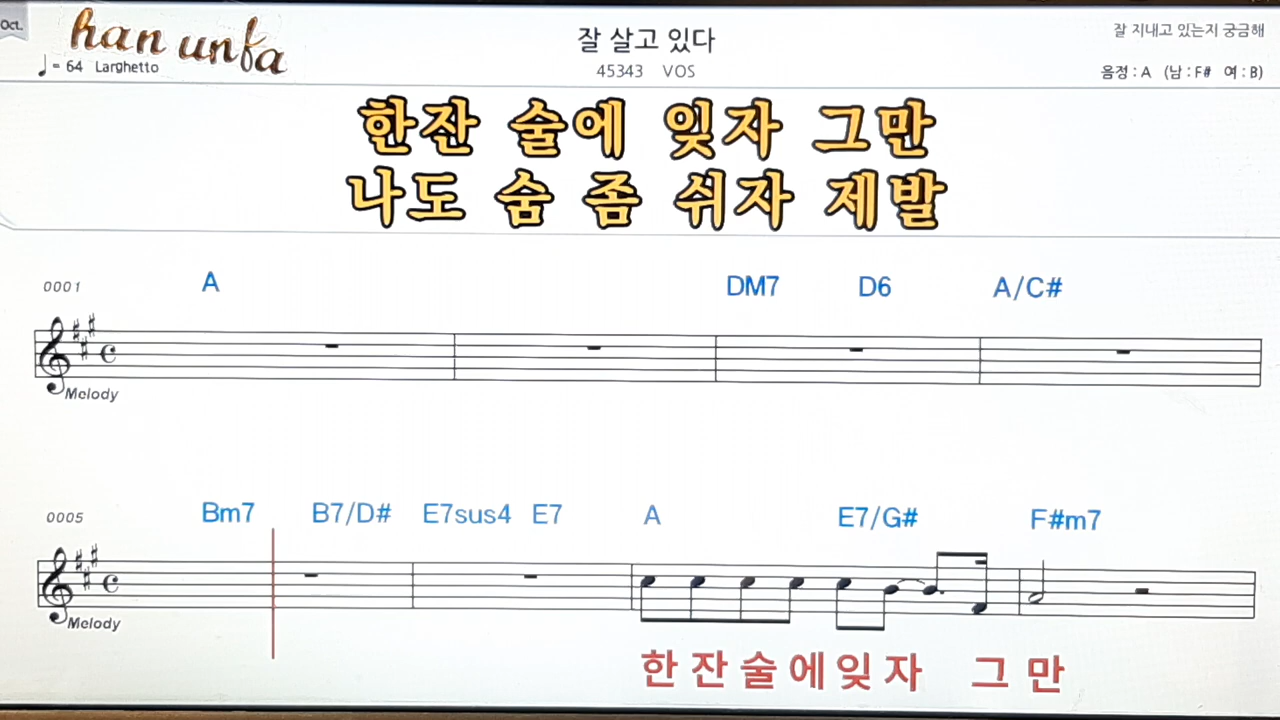 Oct.
han unfa
잘 살고 있다
잘 지내고 있는지 궁금해
♩= 64 Larghetto
45343 VOS
음정 : A (남 : F# 여 : B)
한잔 술에 잊자 그만
나도 숨 좀 쉬자 제발
0001 A DM7 D6 A/C#
Melody
0005 Bm7 B7/D# E7sus4 E7 A E7/G# F#m7
Melody
한 잔 술 에 잊 자 그 만